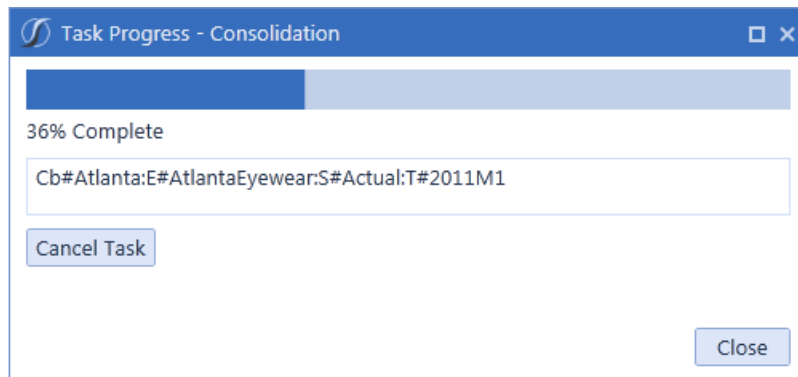 Task Progress - Consolidation
36% Complete
Cb#Atlanta:E#AtlantaEyewear:S#Actual:T#2011M1
Cancel Task
Close